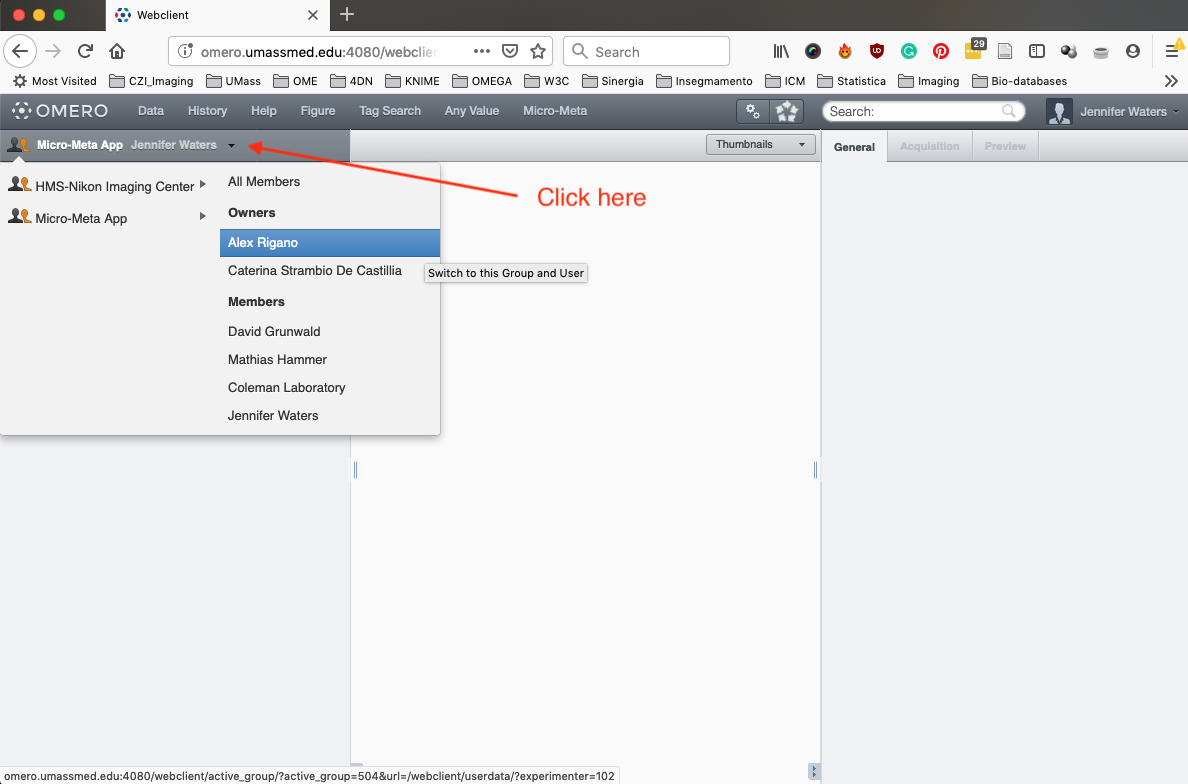 Webclient
omero.umassmed.edu:4080/webclie
Search
29
Most Visited CZI_Imaging UMass OME 4DN KNIME OMEGA W3C Sinergia Insegmamento ICM Statistica Imaging Bio-databases
OMERO Data History Help Figure Tag Search Any Value Micro-Meta Search: Jennifer Waters
Micro-Meta App Jennifer Waters Thumbnails General Acquisition Preview
HMS-Nikon Imaging Center
Micro-Meta App
All Members
Owners
Alex Rigano
Caterina Strambio De Castillia
Members
David Grunwald
Mathias Hammer
Coleman Laboratory
Jennifer Waters
Click here
Switch to this Group and User
omero.umassmed.edu:4080/webclient/active_group/?active_group=504&url=/webclient/userdata/?experimenter=102